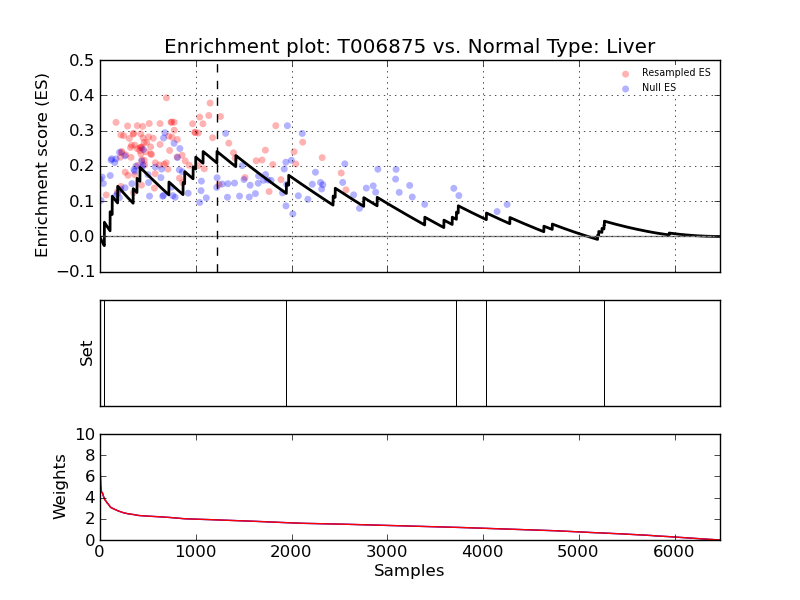 Enrichment plot: T006875 vs. Normal Type: Liver
Enrichment score (ES)
0.5
0.4
0.3
0.2
0.1
0.0
−0.1
Resampled ES
Null ES
Set
Weights
10
8
6
4
2
0
0 1000 2000 3000 4000 5000 6000
Samples